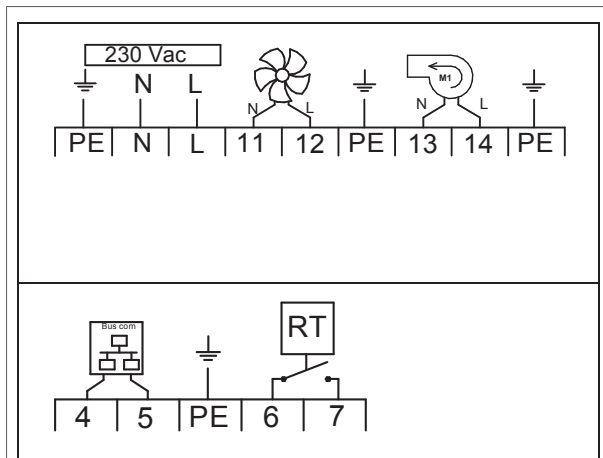 230 Vac
N L
M1
N L
N L
PE N L 11 12 PE 13 14 PE
Bus com
RT
4 5 PE 6 7